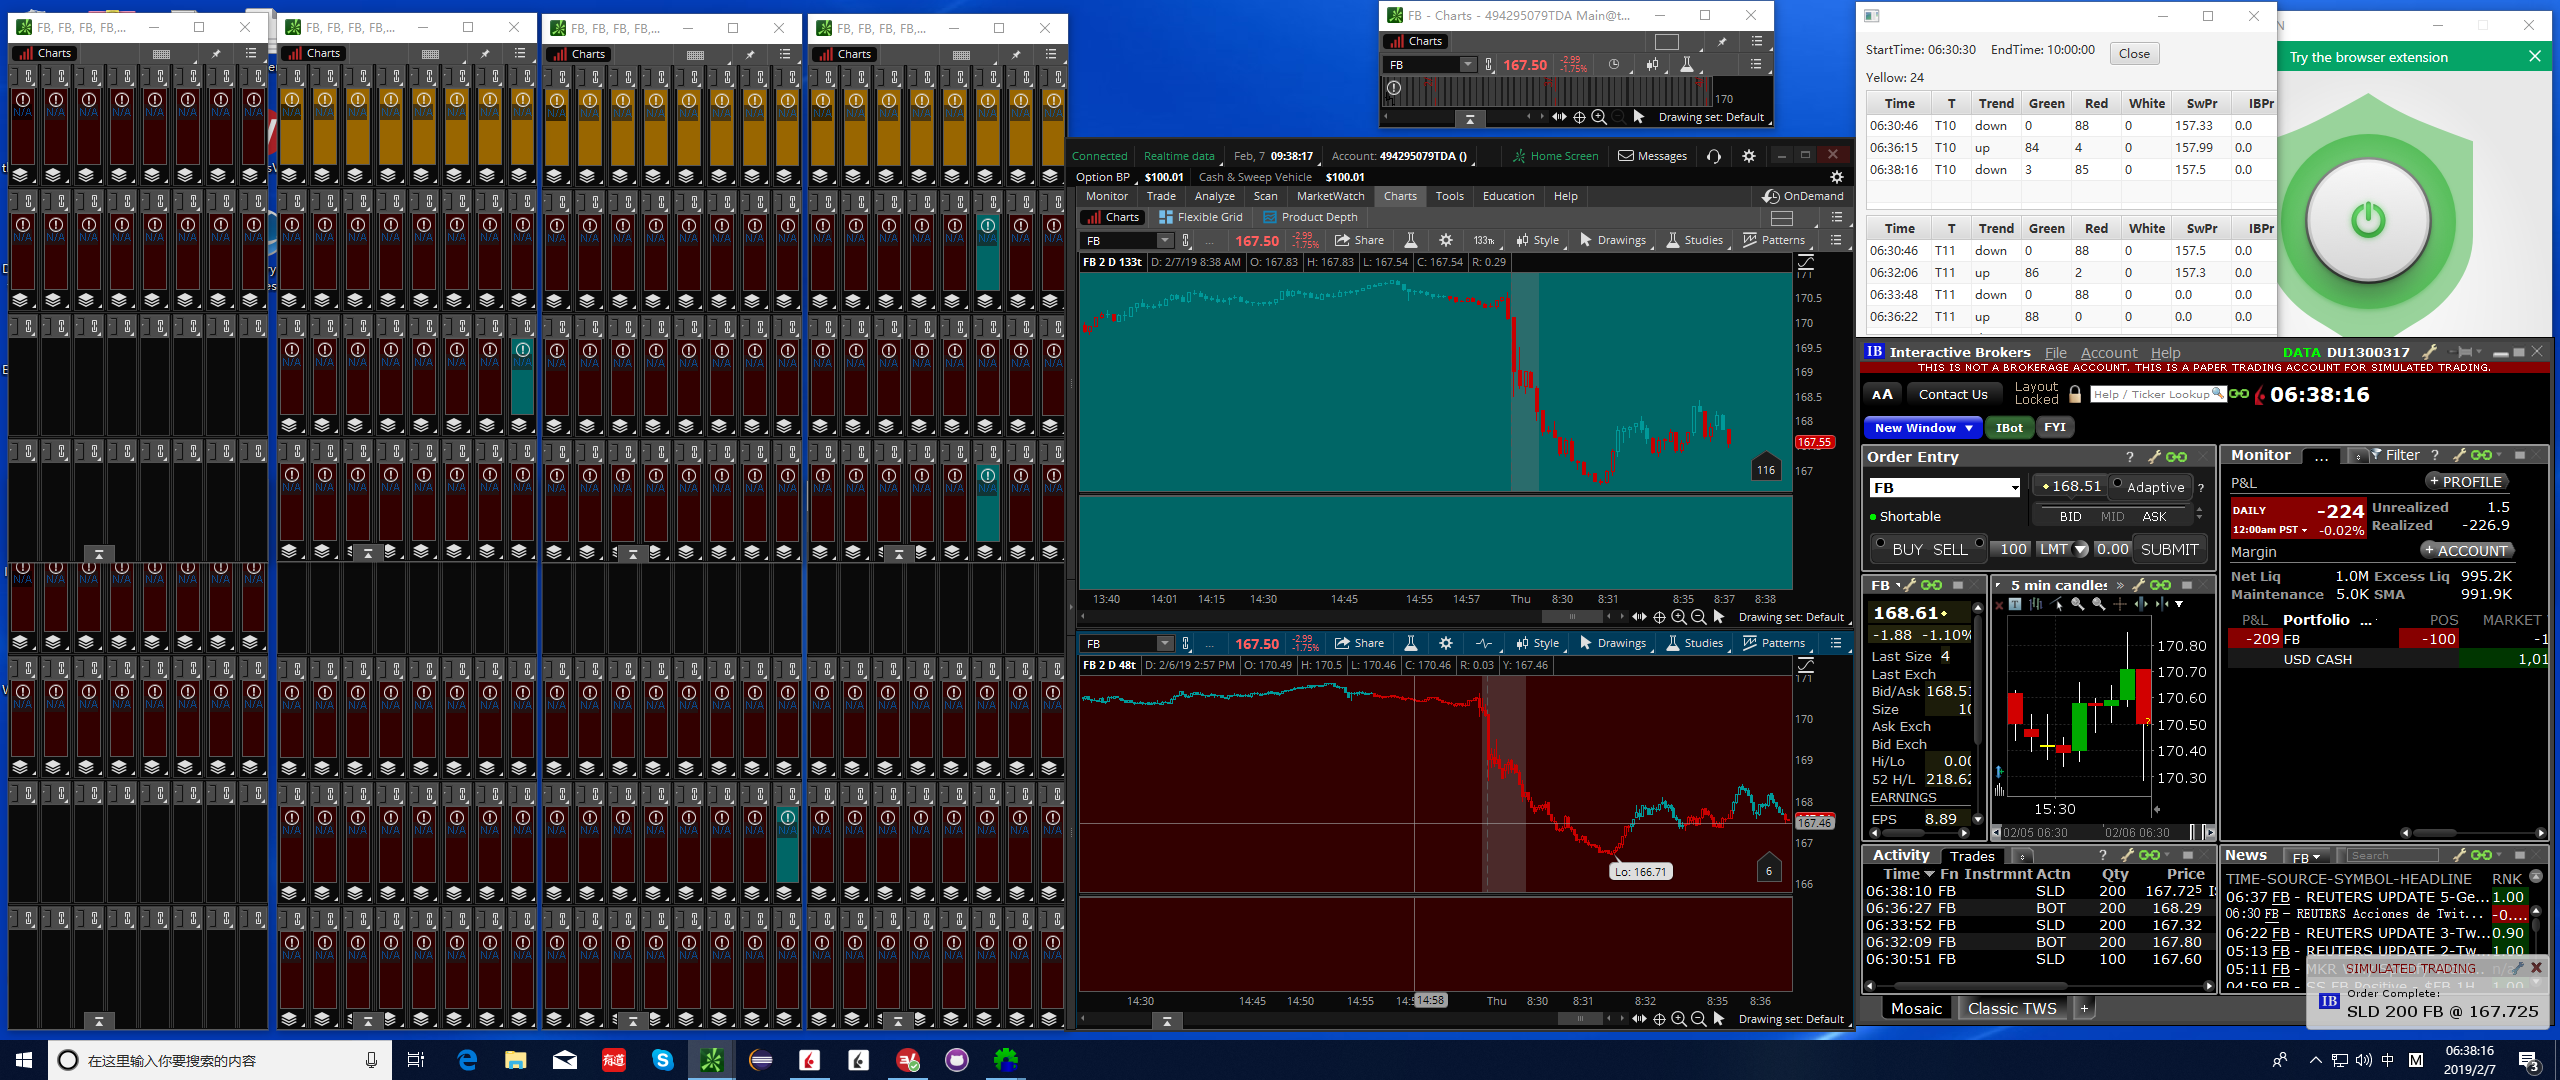 FB, FB, FB, FB,...
Charts
FB, FB, FB, FB,...
Charts
FB, FB, FB, FB,...
Charts
FB, FB, FB, FB,...
Charts
N/A
FB - Charts - 494295079TDA Main@t...
Charts
FB
167.50
-2.99
-1.75%
170
Drawing set: Default
Connected
Realtime data
Feb, 7 09:38:17
Account: 494295079TDA ()
Home Screen
Messages
Option BP $100.01 Cash & Sweep Vehicle $100.01
Monitor Trade Analyze Scan MarketWatch Charts Tools Education Help OnDemand
Charts Flexible Grid Product Depth
FB 167.50 -2.99 -1.75% Share 133tk Style Drawings Studies Patterns
FB 2 D 133t D: 2/7/19 8:38 AM O: 167.83 H: 167.83 L: 167.54 C: 167.54 R: 0.29
171
170.5
170
169.5
169
168.5
168
167.55
167
116
13:40 14:01 14:15 14:30 14:45 14:55 14:57 Thu 8:30 8:31 8:35 8:37 8:38
Drawing set: Default
FB 167.50 -2.99 -1.75% Share Style Drawings Studies Patterns
FB 2 D 48t D: 2/6/19 2:57 PM O: 170.49 H: 170.5 L: 170.46 C: 170.46 R: 0.03 Y: 167.46
171
170
169
168
167.46
167
166
Lo: 166.71
6
14:30 14:45 14:50 14:55 14:58 Thu 8:30 8:31 8:32 8:35 8:36
Drawing set: Default
StartTime: 06:30:30 EndTime: 10:00:00 Close
Yellow: 24
Time T Trend Green Red White SwPr IBPr
06:30:46 T10 down 0 88 0 157.33 0.0
06:36:15 T10 up 84 4 0 157.99 0.0
06:38:16 T10 down 3 85 0 157.5 0.0
Time T Trend Green Red White SwPr IBPr
06:30:46 T11 down 0 88 0 157.5 0.0
06:32:06 T11 up 86 2 0 157.3 0.0
06:33:48 T11 down 0 88 0 0.0 0.0
06:36:22 T11 up 88 0 0 0.0 0.0
N
Try the browser extension
IB Interactive Brokers File Account Help DATA DU1300317
THIS IS NOT A BROKERAGE ACCOUNT. THIS IS A PAPER TRADING ACCOUNT FOR SIMULATED TRADING.
AA Contact Us Layout Locked Help / Ticker Lookup 06:38:16
New Window IBot FYI
Order Entry ?
FB 168.51 Adaptive ?
Shortable BID MID ASK
BUY SELL 100 LMT 0.00 SUBMIT
Monitor ... Filter ?
P&L + PROFILE
DAILY -224 Unrealized 1.5
12:00am PST -0.02% Realized -226.9
Margin + ACCOUNT
Net Liq 1.0M Excess Liq 995.2K
Maintenance 5.0K SMA 991.9K
P&L Portfolio ... POS MARKET
-209 FB -100 -1
USD CASH 1,01
FB
168.61
-1.88 -1.10%
Last Size 4
Last Exch
Bid/Ask 168.51
Size 10
Ask Exch
Bid Exch
Hi/Lo 0.00
52 H/L 218.62
EARNINGS
EPS 8.89
5 min candles »
170.80
170.70
170.60
170.50
170.40
170.30
15:30
02/05 06:30 02/06 06:30
Activity Trades ?
Time Fn Instrmnt Actn Qty Price
06:38:10 FB SLD 200 167.725
06:36:27 FB BOT 200 168.29
06:33:52 FB SLD 200 167.32
06:32:09 FB BOT 200 167.80
06:30:51 FB SLD 100 167.60
Mosaic Classic TWS +
News FB Search
TIME-SOURCE-SYMBOL-HEADLINE RNK
06:37 FB - REUTERS UPDATE 5-Ge... 1.00
06:30 FB - REUTERS Acciones de Twit... -0....
06:22 FB - REUTERS UPDATE 3-Tw... 0.90
05:13 FB - REUTERS UPDATE 2-Tw... 1.00
05:11 FB - MKR
04:59 FB
SIMULATED TRADING
IB Order Complete:
SLD 200 FB @ 167.725
在这里输入你要搜索的内容
有道
中
M
06:38:16
2019/2/7
3